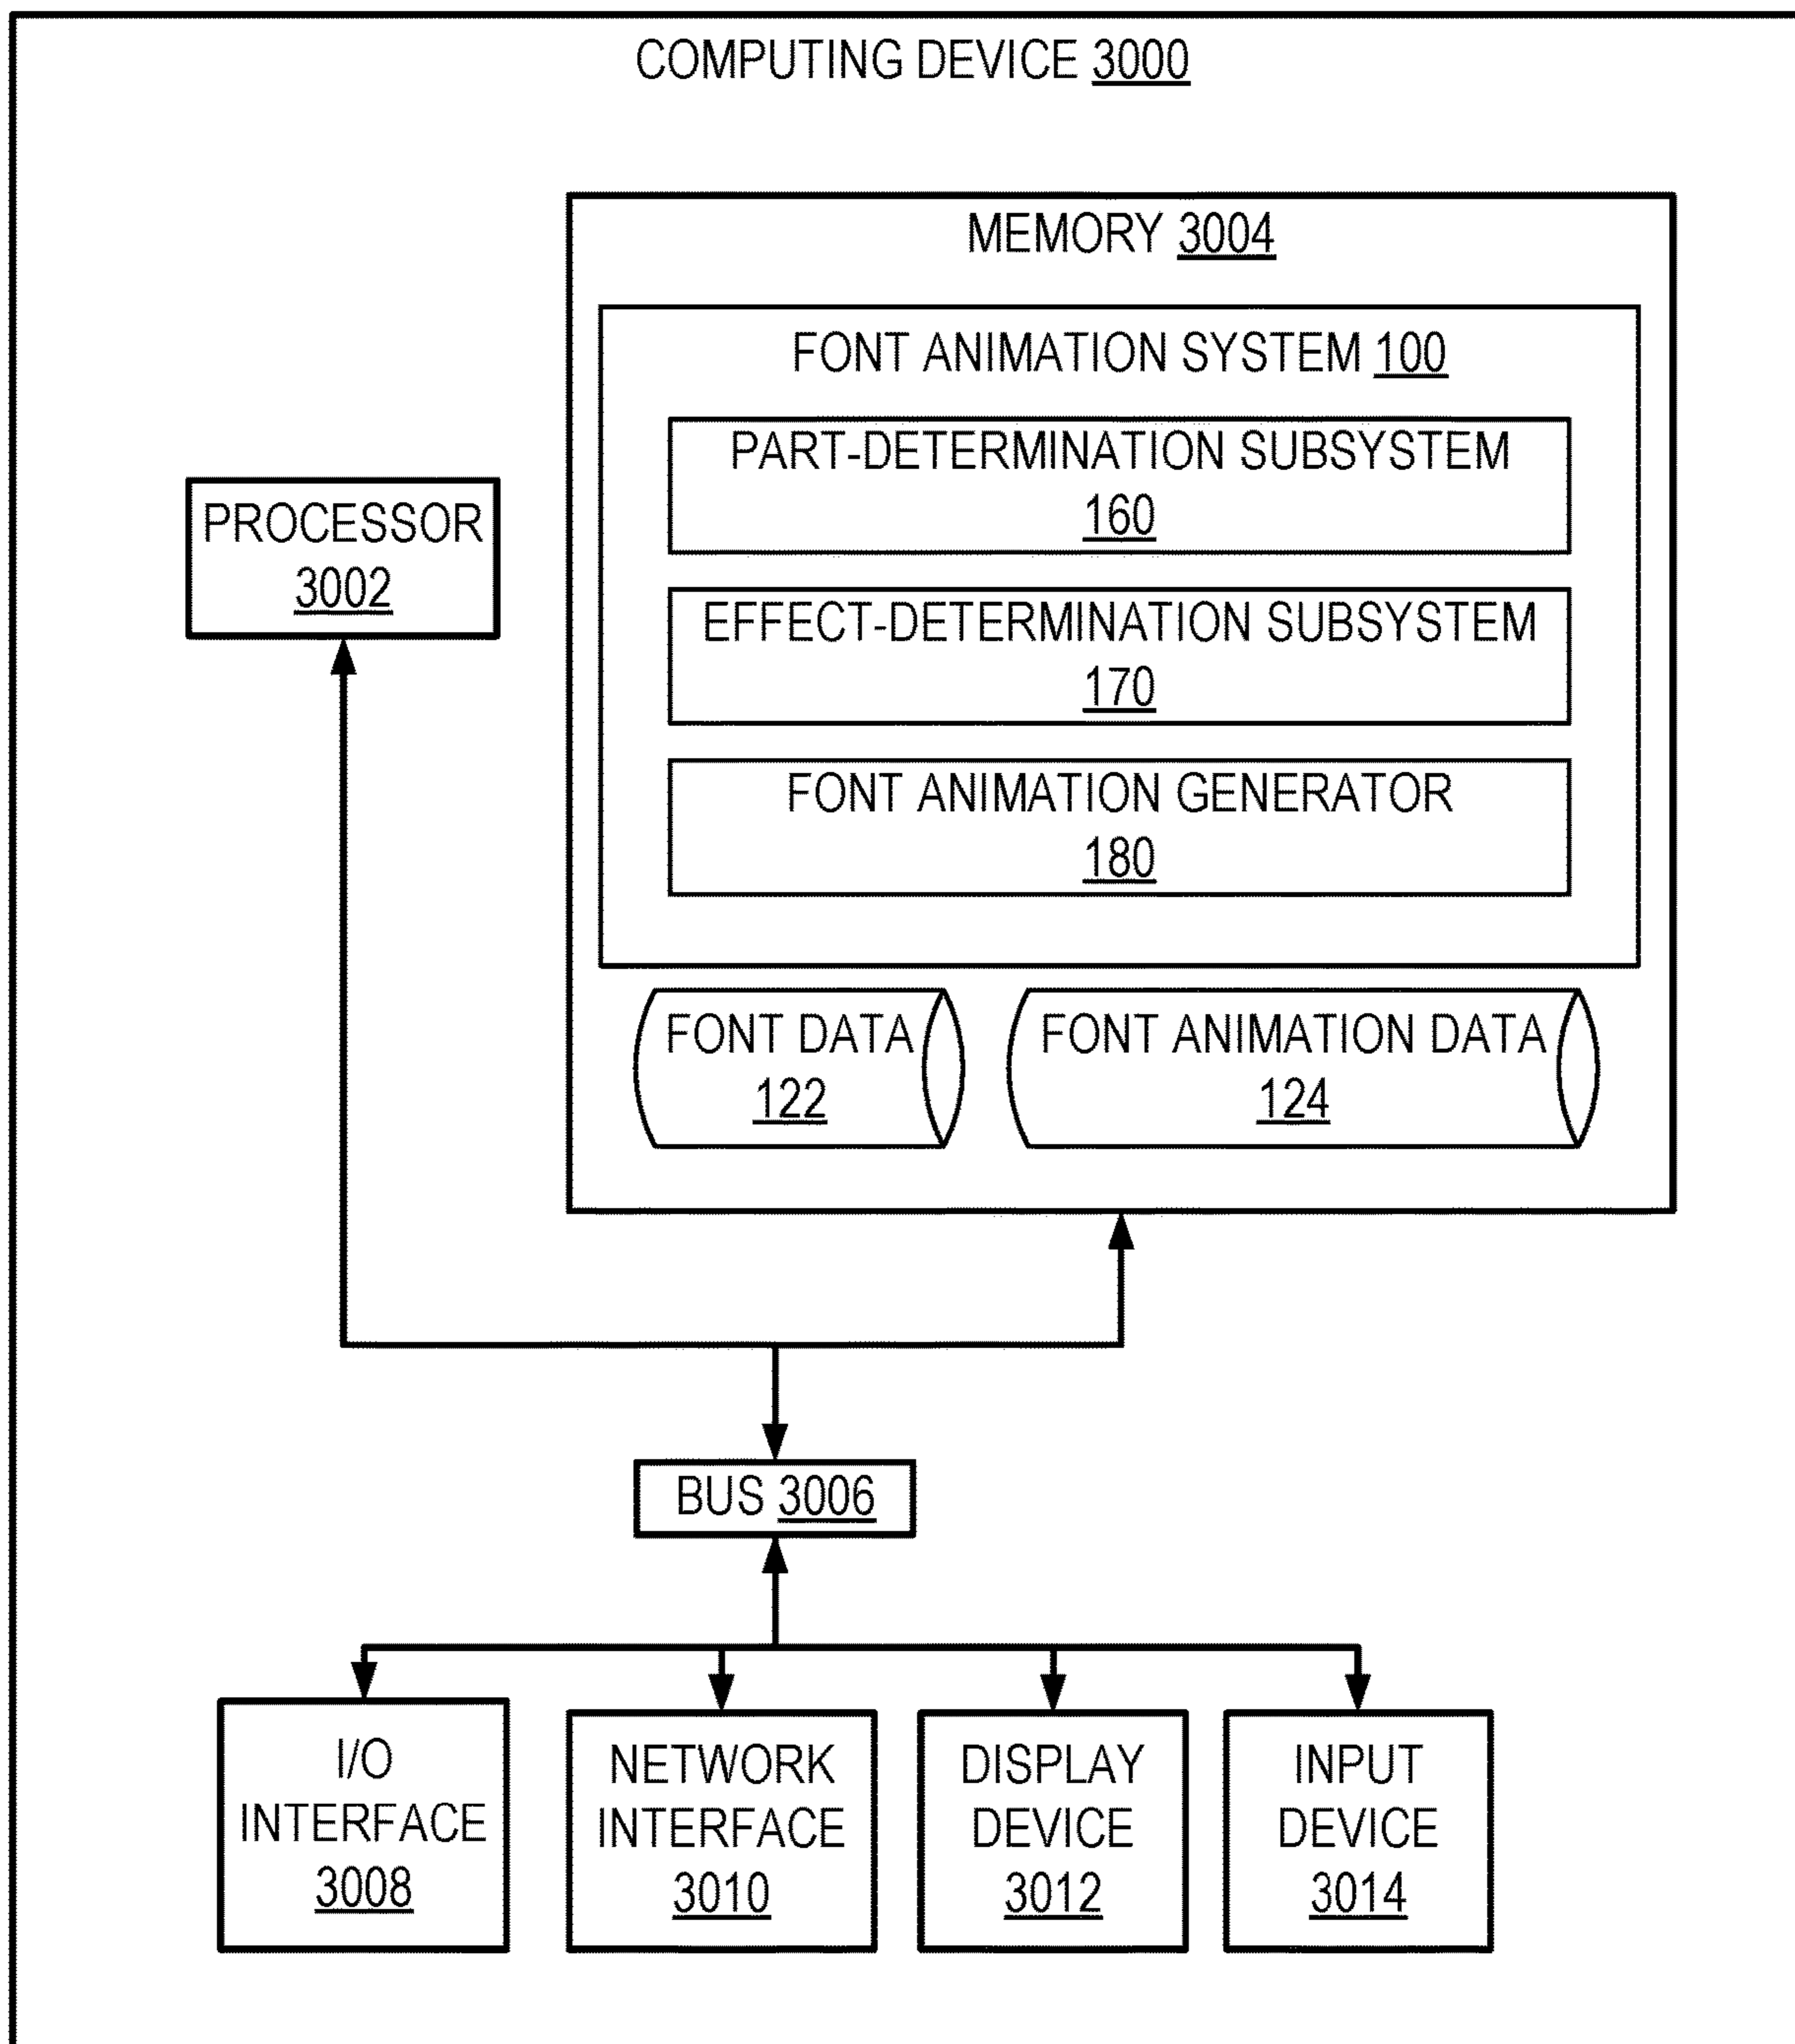 COMPUTING DEVICE 3000
MEMORY 3004
FONT ANIMATION SYSTEM 100
PART-DETERMINATION SUBSYSTEM
160
PROCESSOR
3002
EFFECT-DETERMINATION SUBSYSTEM
170
FONT ANIMATION GENERATOR
180
FONT DATA
122
FONT ANIMATION DATA
124
BUS 3006
I/O
INTERFACE
3008
NETWORK
INTERFACE
3010
DISPLAY
DEVICE
3012
INPUT
DEVICE
3014